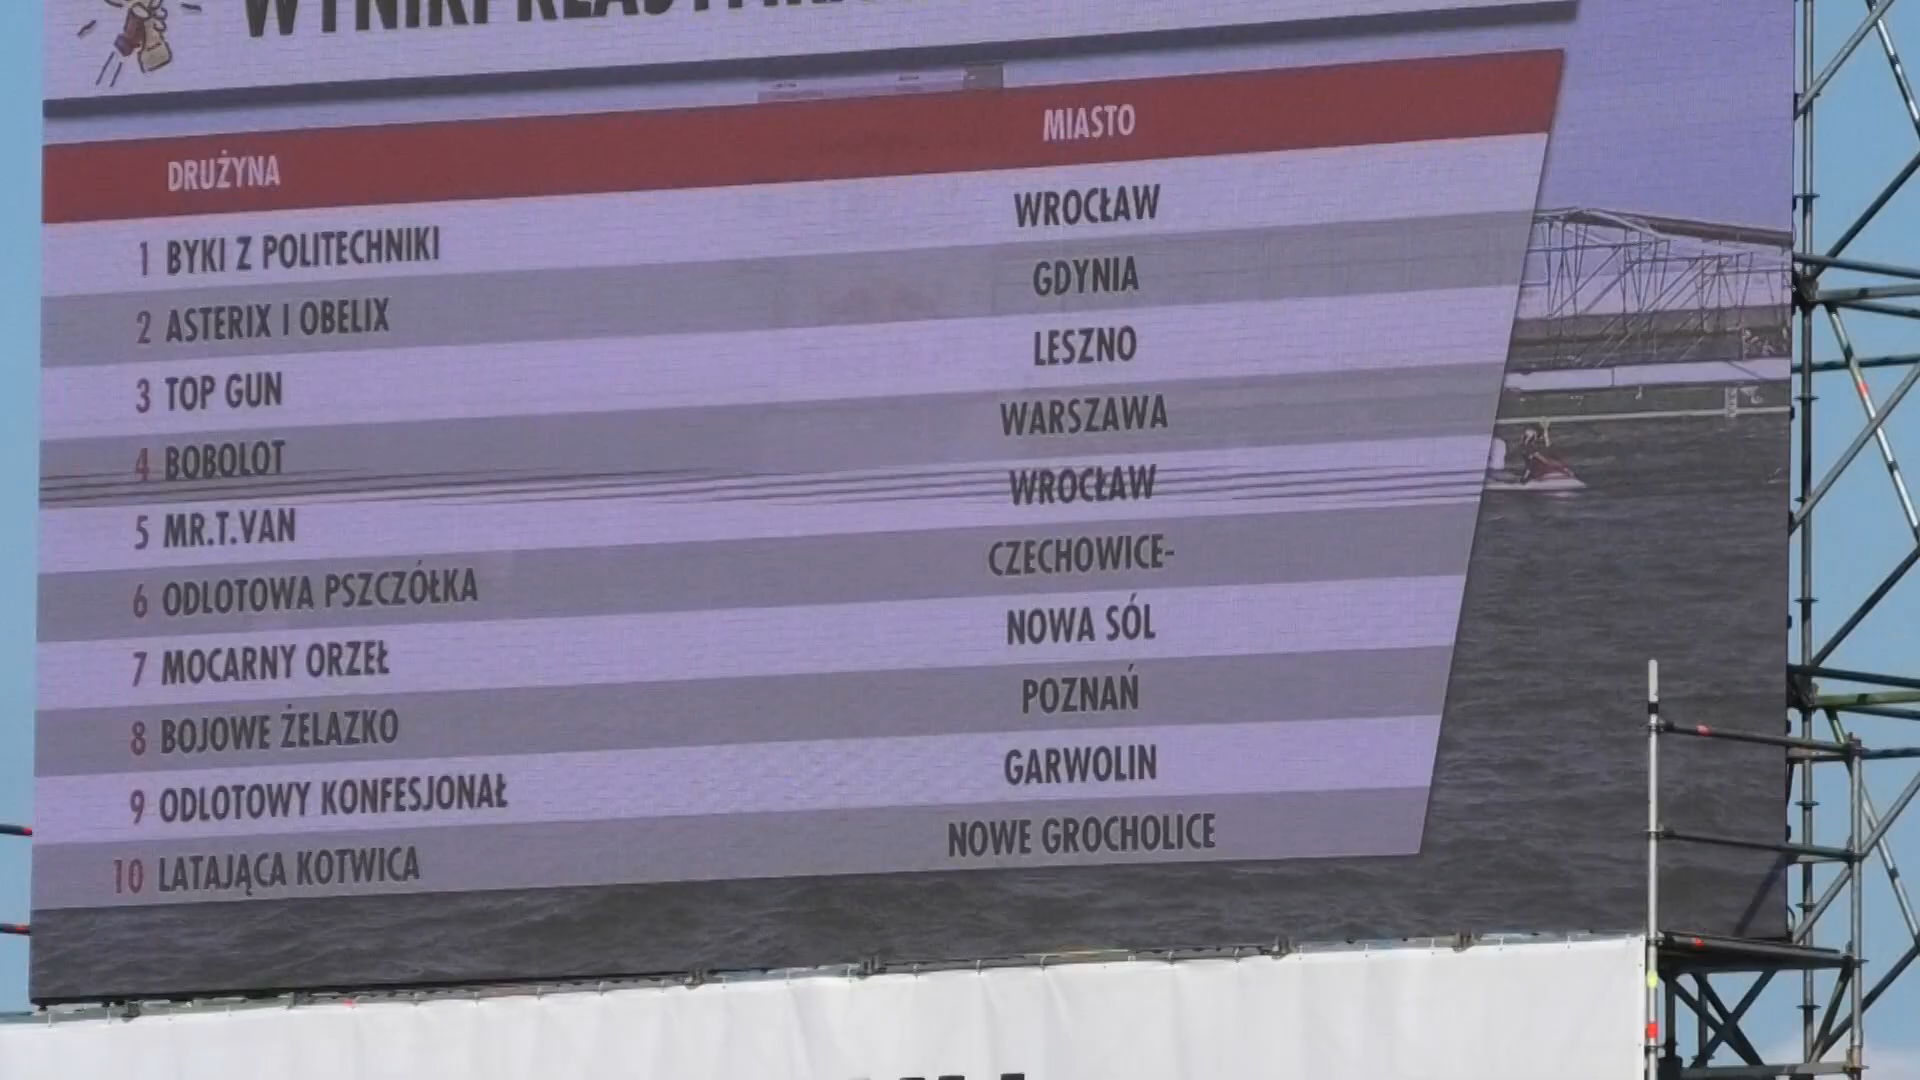 DRUŻYNA MIASTO
1 BYKI Z POLITECHNIKI WROCŁAW
2 ASTERIX I OBELIX GDYNIA
3 TOP GUN LESZNO
4 BOBOLOT WARSZAWA
5 MR.T.VAN WROCŁAW
6 ODLOTOWA PSZCZÓŁKA CZECHOWICE-
7 MOCARNY ORZEŁ NOWA SÓL
8 BOJOWE ŻELAZKO POZNAŃ
9 ODLOTOWY KONFESJONAŁ GARWOLIN
10 LATAJĄCA KOTWICA NOWE GROCHOLICE